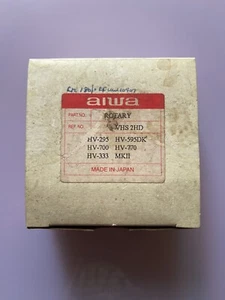 aiwa
PART NO. ROTARY
REF NO. VHS 2HD
HV-295 HV-595DK
HV-700 HV-770
HV-333 MKII
MADE IN JAPAN